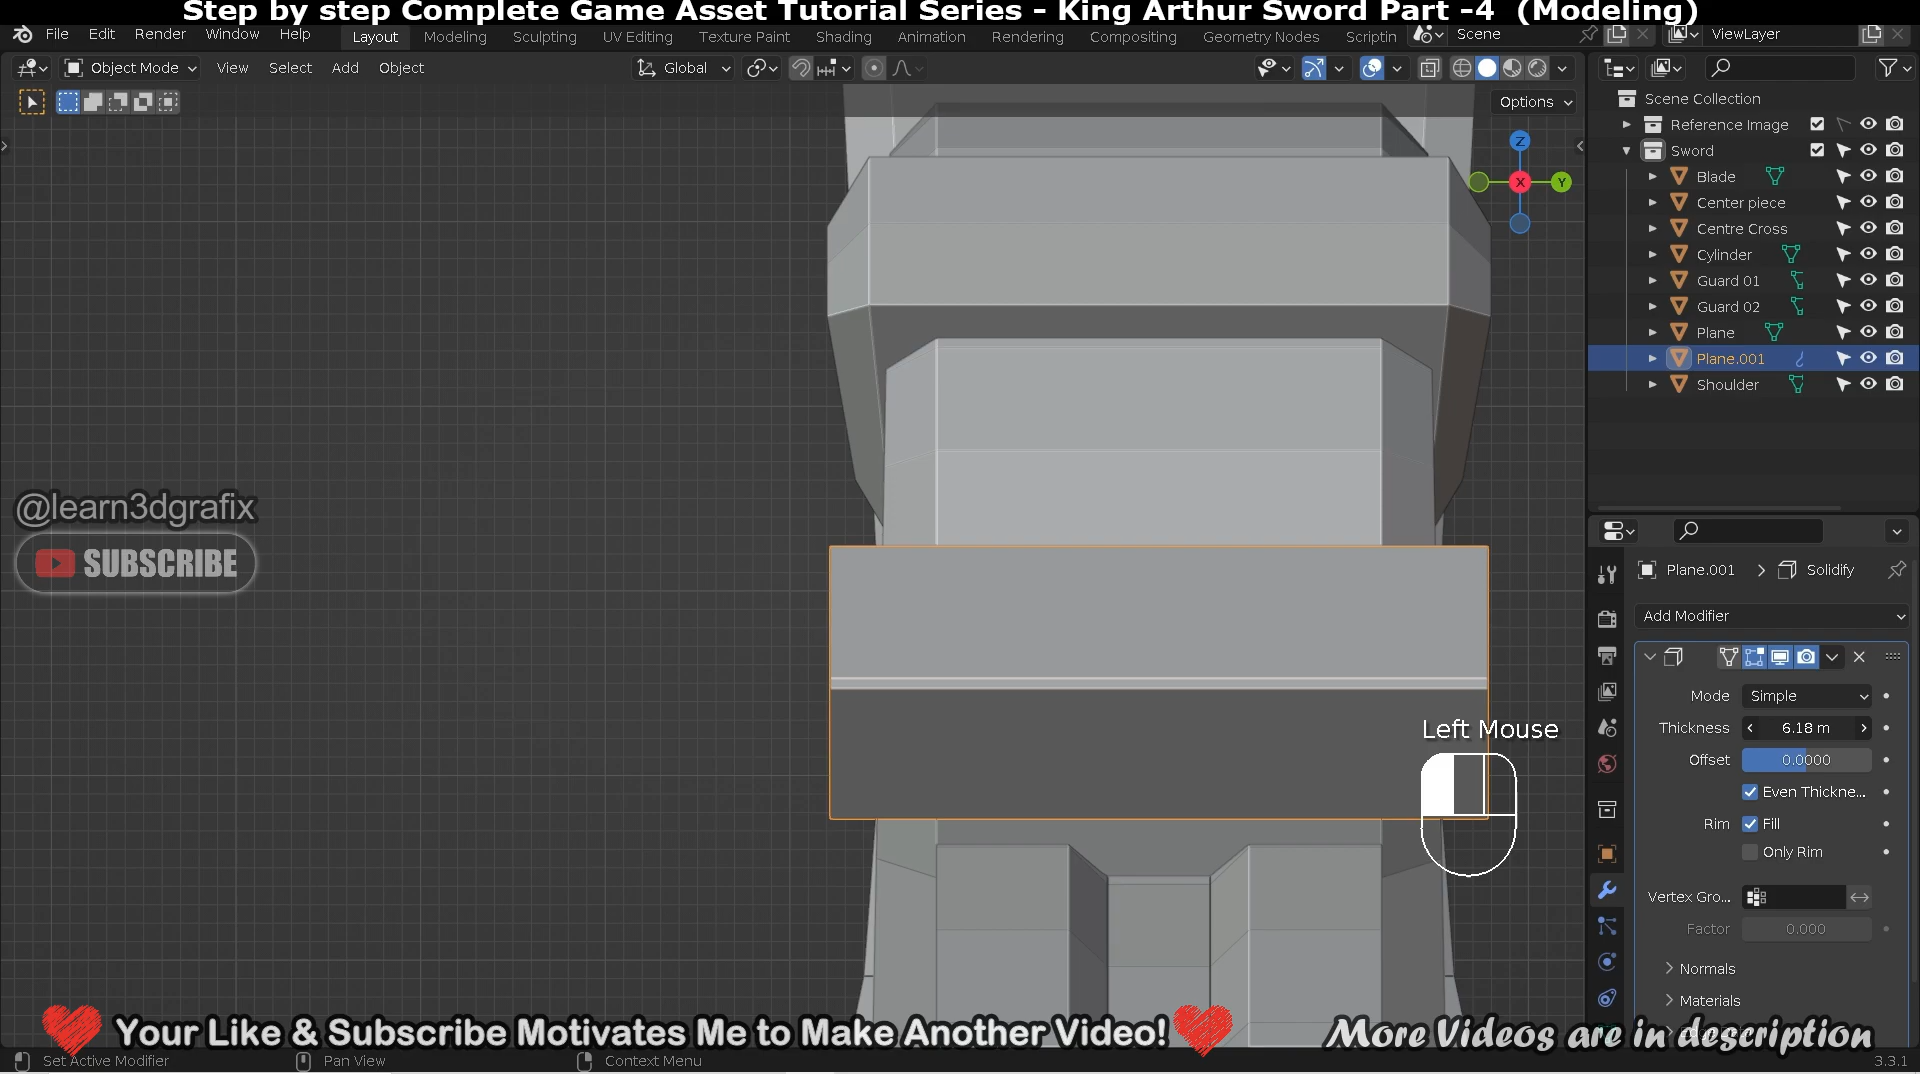 Step by step Complete Game Asset Tutorial Series - King Arthur Sword Part -4 (Modeling)
File Edit Render Window Help Layout Modeling Sculpting UV Editing Texture Paint Shading Animation Rendering Compositing Geometry Nodes Scriptin Scene ViewLayer
Object Mode View Select Add Object Global
Options
Scene Collection
Reference Image
Sword
Blade
Center piece
Centre Cross
Cylinder
Guard 01
Guard 02
Plane
Plane.001
Shoulder
Z
X
Y
@learn3dgrafix
SUBSCRIBE
Plane.001 Solidify
Add Modifier
Mode Simple
Thickness 6.18 m
Offset 0.0000
Even Thickne...
Rim Fill
Only Rim
Vertex Gro...
Factor 0.000
Normals
Materials
Left Mouse
Your Like & Subscribe Motivates Me to Make Another Video!
More Videos are in description
Set Active Modifier Pan View Context Menu 3.3.1